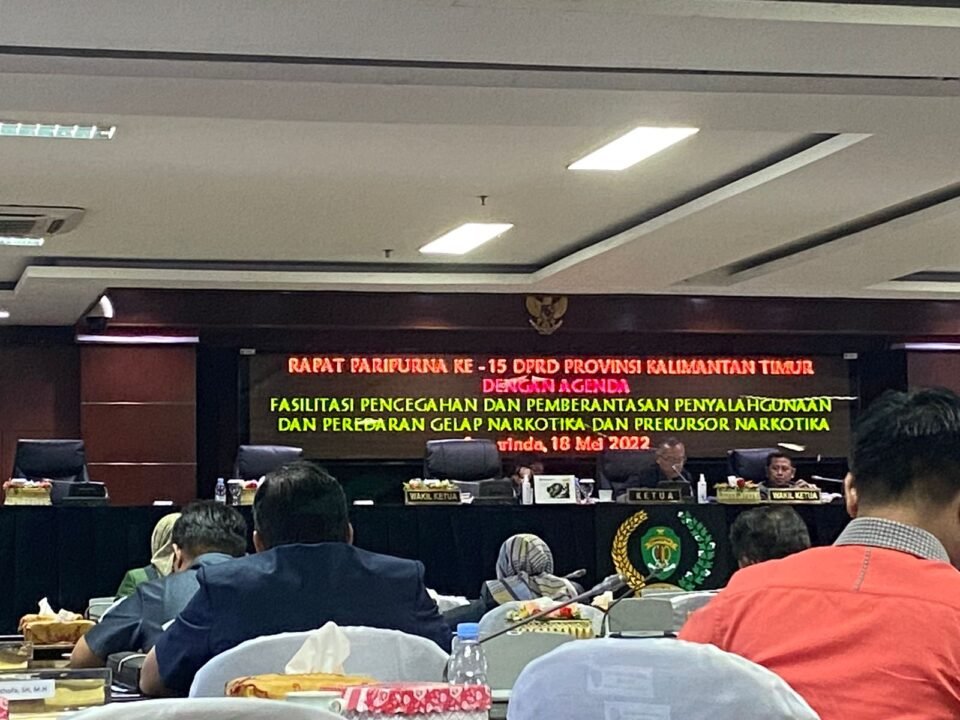 RAPAT PARIPURNA KE -15 DPRD PROVINSI KALIMANTAN TIMUR
DENGAN AGENDA
FASILITASI PENCEGAHAN DAN PEMBERANTASAN PENYALAHGUNAAN
DAN PEREDARAN GELAP NARKOTIKA DAN PREKURSOR NARKOTIKA
18 Mei 2022
WAKIL KETUA
KETUA
WAKIL KETUA
SH, M.H